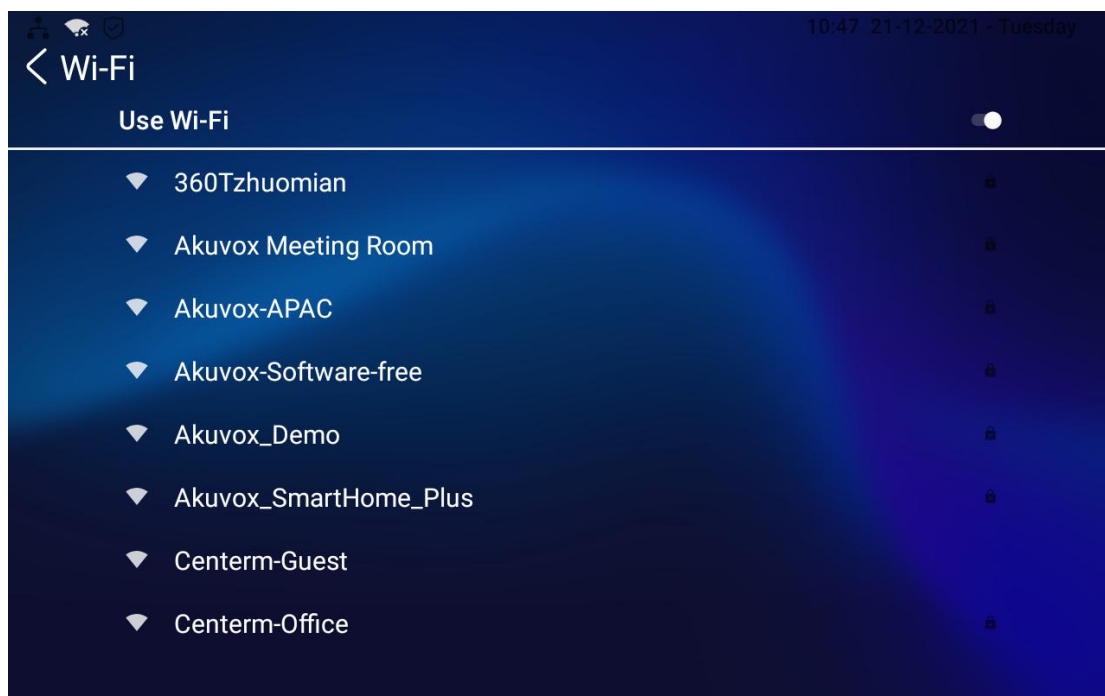 10:47 21-12-2021 - Tuesday
Wi-Fi
Use Wi-Fi
360Tzhuomian
Akuvox Meeting Room
Akuvox-APAC
Akuvox-Software-free
Akuvox_Demo
Akuvox_SmartHome_Plus
Centerm-Guest
Centerm-Office